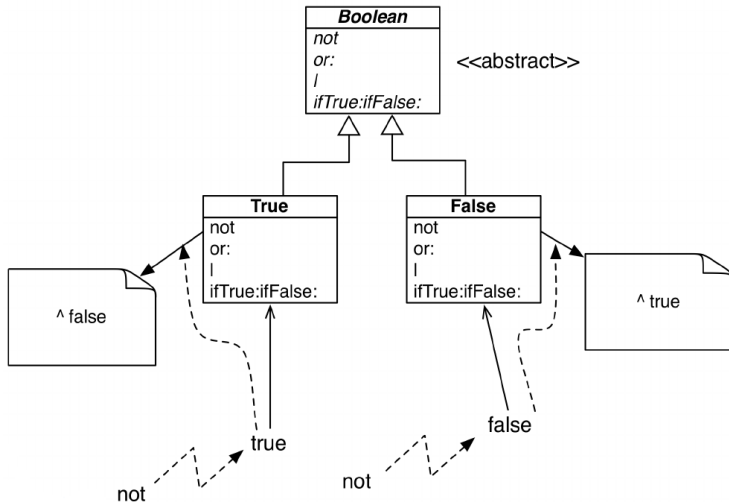 Boolean
not
or:
|
ifTrue:ifFalse:
<<abstract>>
True
not
or:
|
ifTrue:ifFalse:
False
not
or:
|
ifTrue:ifFalse:
^ false
^ true
true
false
not
not